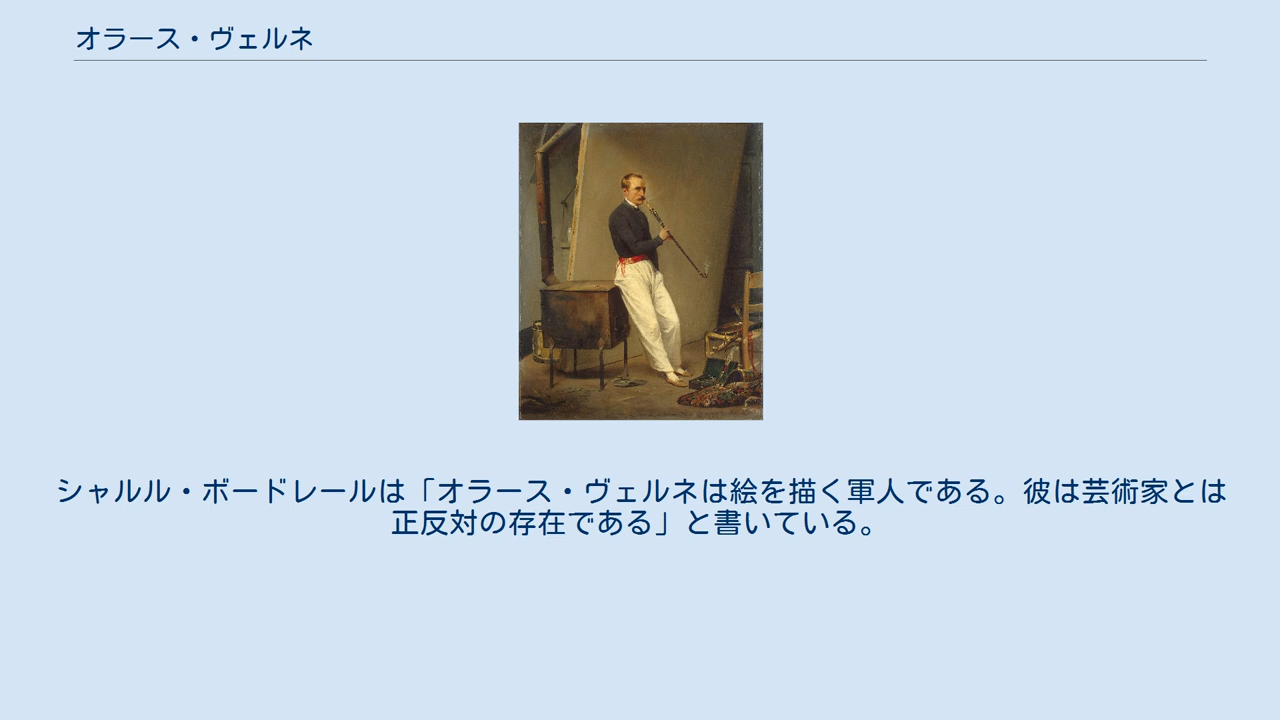 オラース・ヴェルネ
シャルル・ボードレールは「オラース・ヴェルネは絵を描く軍人である。彼は芸術家とは
正反対の存在である」と書いている。